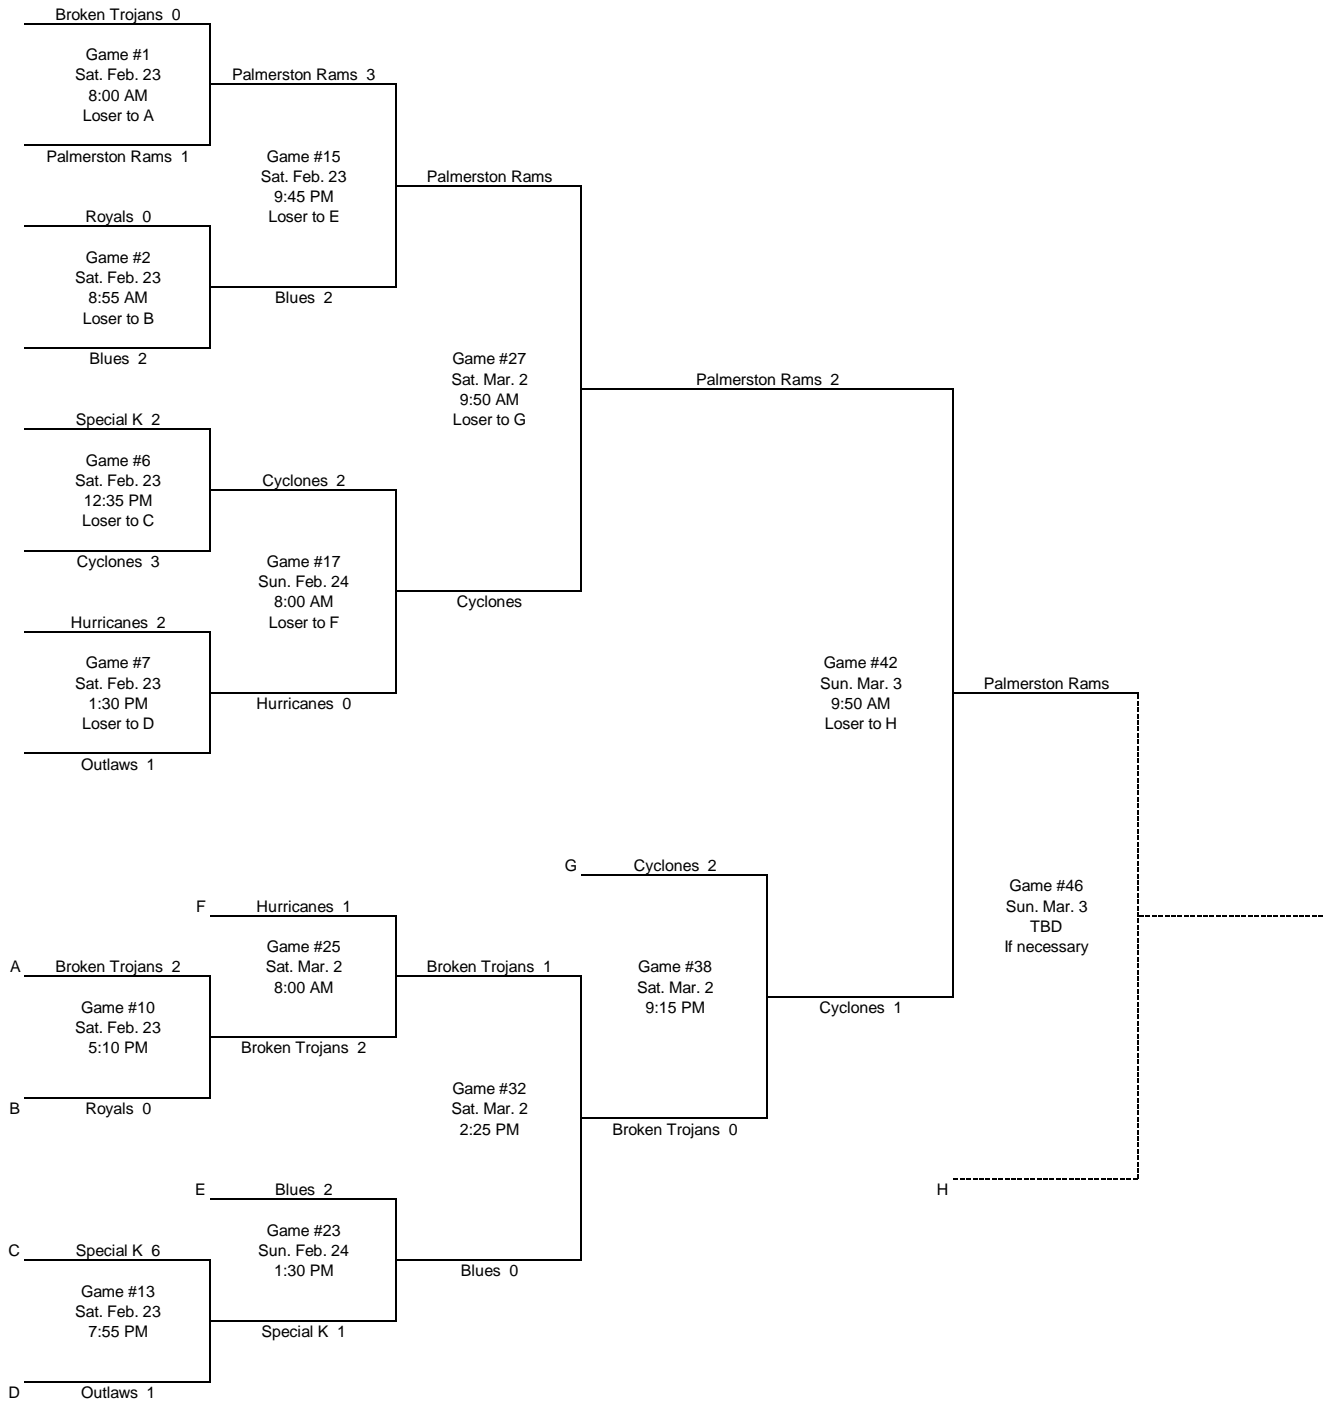 Broken Trojans 0
Game #1
Sat. Feb. 23
8:00 AM
Loser to A
Palmerston Rams 1
Palmerston Rams 3
Game #15
Sat. Feb. 23
9:45 PM
Loser to E
Blues 2
Royals 0
Game #2
Sat. Feb. 23
8:55 AM
Loser to B
Blues 2
Palmerston Rams
Game #27
Sat. Mar. 2
9:50 AM
Loser to G
Cyclones
Special K 2
Game #6
Sat. Feb. 23
12:35 PM
Loser to C
Cyclones 3
Cyclones 2
Game #17
Sun. Feb. 24
8:00 AM
Loser to F
Hurricanes 0
Hurricanes 2
Game #7
Sat. Feb. 23
1:30 PM
Loser to D
Outlaws 1
Palmerston Rams 2
Game #42
Sun. Mar. 3
9:50 AM
Loser to H
Cyclones 1
Palmerston Rams
Game #46
Sun. Mar. 3
TBD
If necessary
H
G Cyclones 2
Game #38
Sat. Mar. 2
9:15 PM
Broken Trojans 0
F Hurricanes 1
Game #25
Sat. Mar. 2
8:00 AM
Broken Trojans 2
A Broken Trojans 2
Game #10
Sat. Feb. 23
5:10 PM
B Royals 0
Broken Trojans 1
Game #32
Sat. Mar. 2
2:25 PM
Blues 0
E Blues 2
Game #23
Sun. Feb. 24
1:30 PM
Special K 1
C Special K 6
Game #13
Sat. Feb. 23
7:55 PM
D Outlaws 1